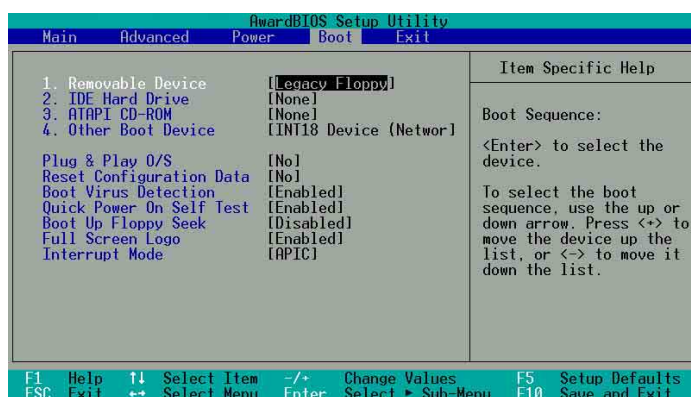 AwardBIOS Setup Utility
Main Advanced Power Boot Exit
Item Specific Help
1. Removable Device [Legacy Floppy]
2. IDE Hard Drive [None]
3. ATAPI CD-ROM [None]
4. Other Boot Device [INT18 Device (Networ]
Plug & Play O/S [No]
Reset Configuration Data [No]
Boot Virus Detection [Enabled]
Quick Power On Self Test [Enabled]
Boot Up Floppy Seek [Disabled]
Full Screen Logo [Enabled]
Interrupt Mode [APIC]
Boot Sequence:
<Enter> to select the
device.
To select the boot
sequence, use the up or
down arrow. Press <+> to
move the device up the
list, or <-> to move it
down the list.
F1 Help ↑↓ Select Item -/+ Change Values F5 Setup Defaults
ESC Exit ←→ Select Menu Enter Select ► Sub-Menu F10 Save and Exit